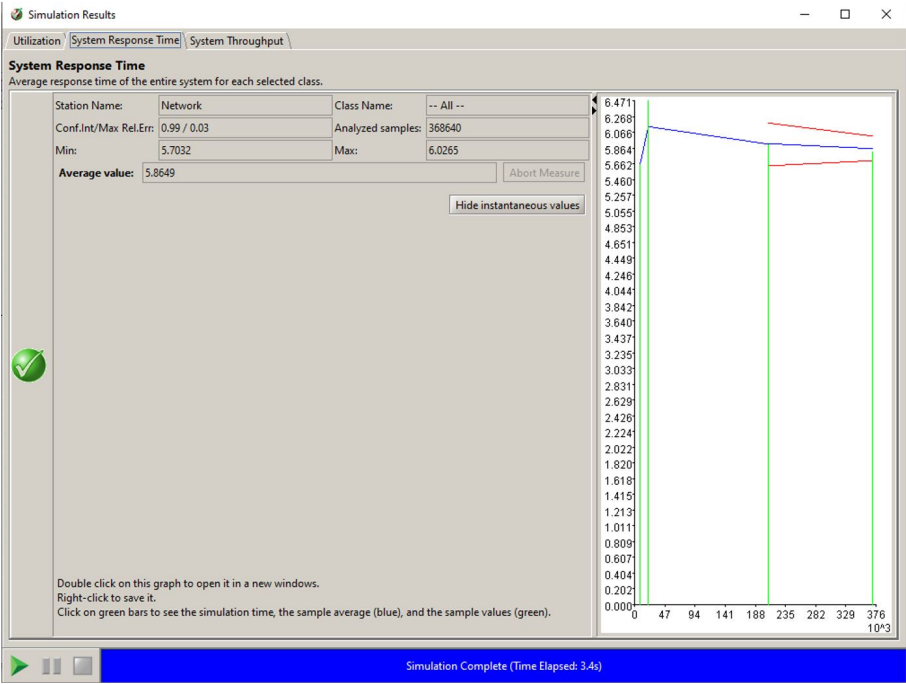 Simulation Results
Utilization System Response Time System Throughput
System Response Time
Average response time of the entire system for each selected class.
Station Name: Network Class Name: -- All --
Conf.Int/Max Rel.Err: 0.99 / 0.03 Analyzed samples: 368640
Min: 5.7032 Max: 6.0265
Average value: 5.8649 Abort Measure
Hide instantaneous values
Double click on this graph to open it in a new windows.
Right-click to save it.
Click on green bars to see the simulation time, the sample average (blue), and the sample values (green).
6.471
6.268
6.066
5.864
5.662
5.460
5.257
5.055
4.853
4.651
4.449
4.246
4.044
3.842
3.640
3.437
3.235
3.033
2.831
2.629
2.426
2.224
2.022
1.820
1.618
1.415
1.213
1.011
0.809
0.607
0.404
0.202
0.000
0 47 94 141 188 235 282 329 376
10^3
Simulation Complete (Time Elapsed: 3.4s)